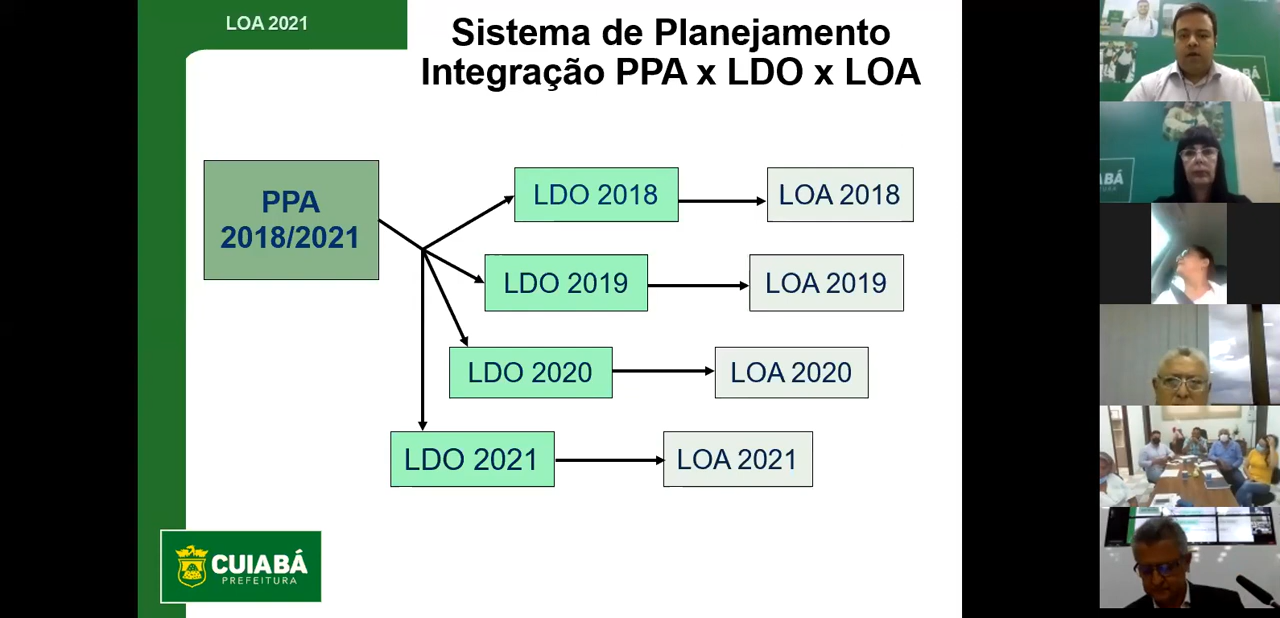 LOA 2021
Sistema de Planejamento
Integração PPA x LDO x LOA
PPA
2018/2021
LDO 2018
LOA 2018
LDO 2019
LOA 2019
LDO 2020
LOA 2020
LDO 2021
LOA 2021
CUIABÁ
PREFEITURA